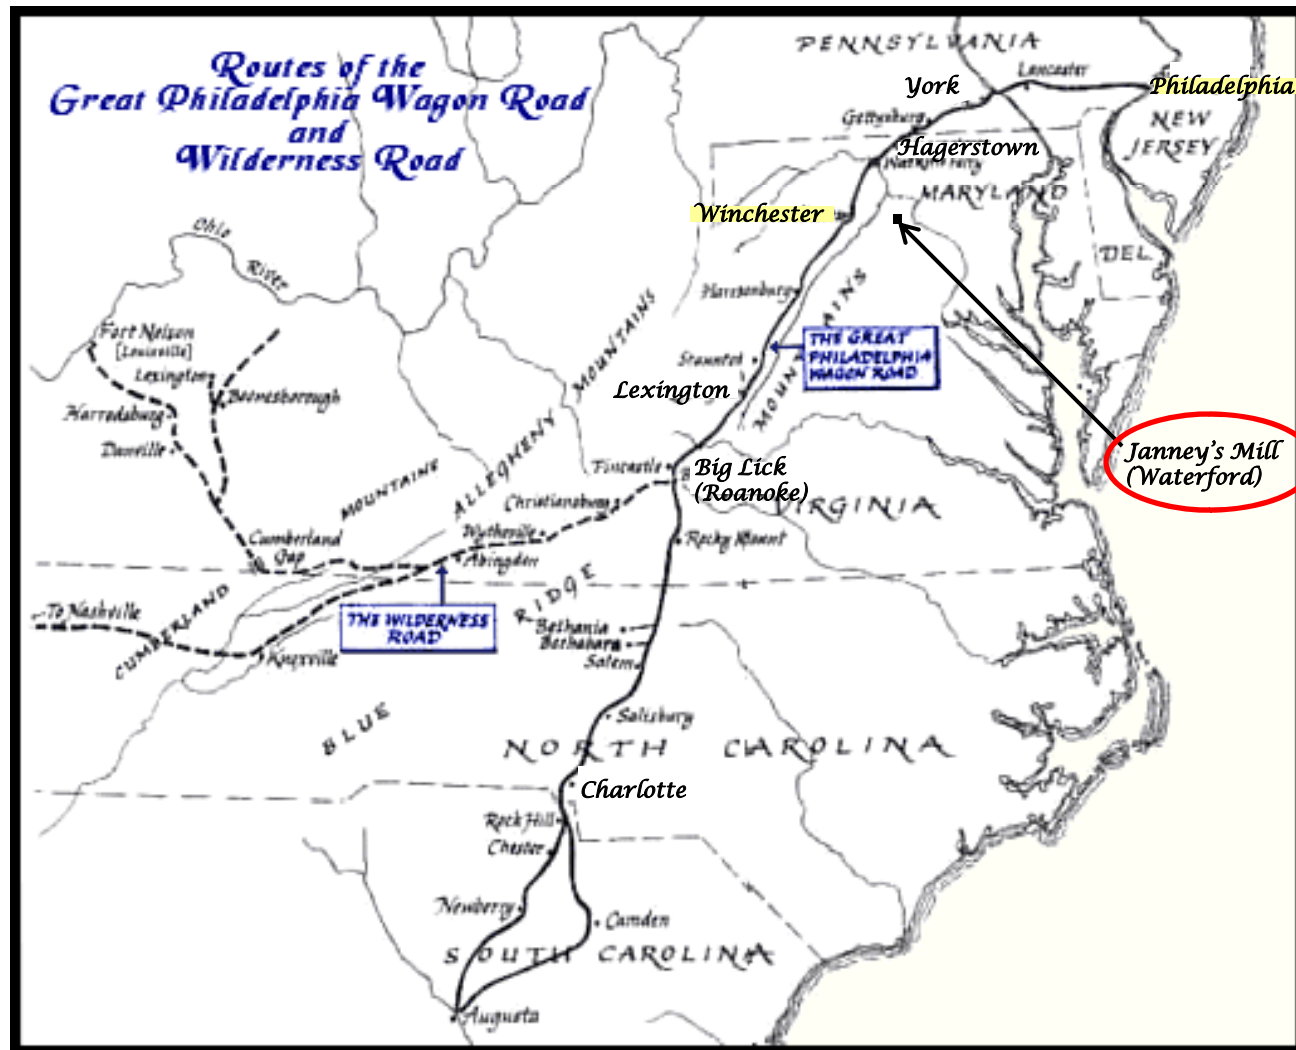 Routes of the
Great Philadelphia Wagon Road
and
Wilderness Road
PENNSYLVANIA
Lancaster
York
Philadelphia
Gettysburg
NEW
JERSEY
Hagerstown
Watkins Ferry
MARYLAND
Winchester
DEL.
Ohio
River
Harrisonburg
MOUNTAINS
MOUNTAINS
THE GREAT
PHILADELPHIA
WAGON ROAD
Fort Nelson
[Louisville]
Lexington
Boonesborough
Harrodsburg
Danville
Staunton
Lexington
ALLEGHENY
MOUNTAINS
Janney's Mill
(Waterford)
Fincastle
Big Lick
(Roanoke)
VIRGINIA
Christiansburg
Wytheville
Abingdon
Rocky Mount
Cumberland
Gap
CUMBERLAND
To Nashville
Knoxville
THE WILDERNESS
ROAD
RIDGE
Bethania
Bethabara
Salem
BLUE
Salisbury
NORTH CAROLINA
Charlotte
Rock Hill
Chester
Newberry
Camden
SOUTH CAROLINA
Augusta